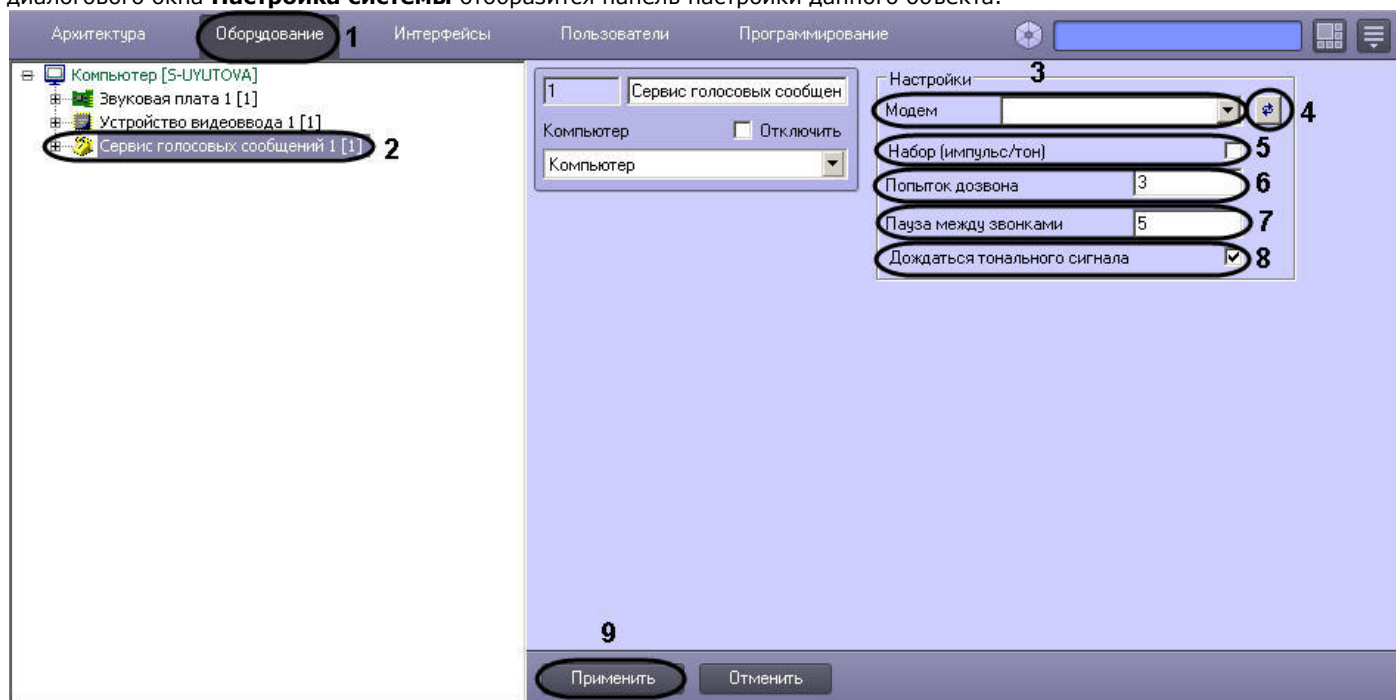 диалогового окна Настройка системы отобразится панель настройки данного объекта.
Архитектура Оборудование 1 Интерфейсы Пользователи Программирование
Компьютер [S-UYUTOVA]
Звуковая плата 1 [1]
Устройство видеоввода 1 [1]
Сервис голосовых сообщений 1 [1] 2
1 Сервис голосовых сообщен
Компьютер Отключить
Компьютер
Настройки 3
Модем 4
Набор (импульс/тон) 5
Попыток дозвона 3 6
Пауза между звонками 5 7
Дождаться тонального сигнала 8
9
Применить Отменить